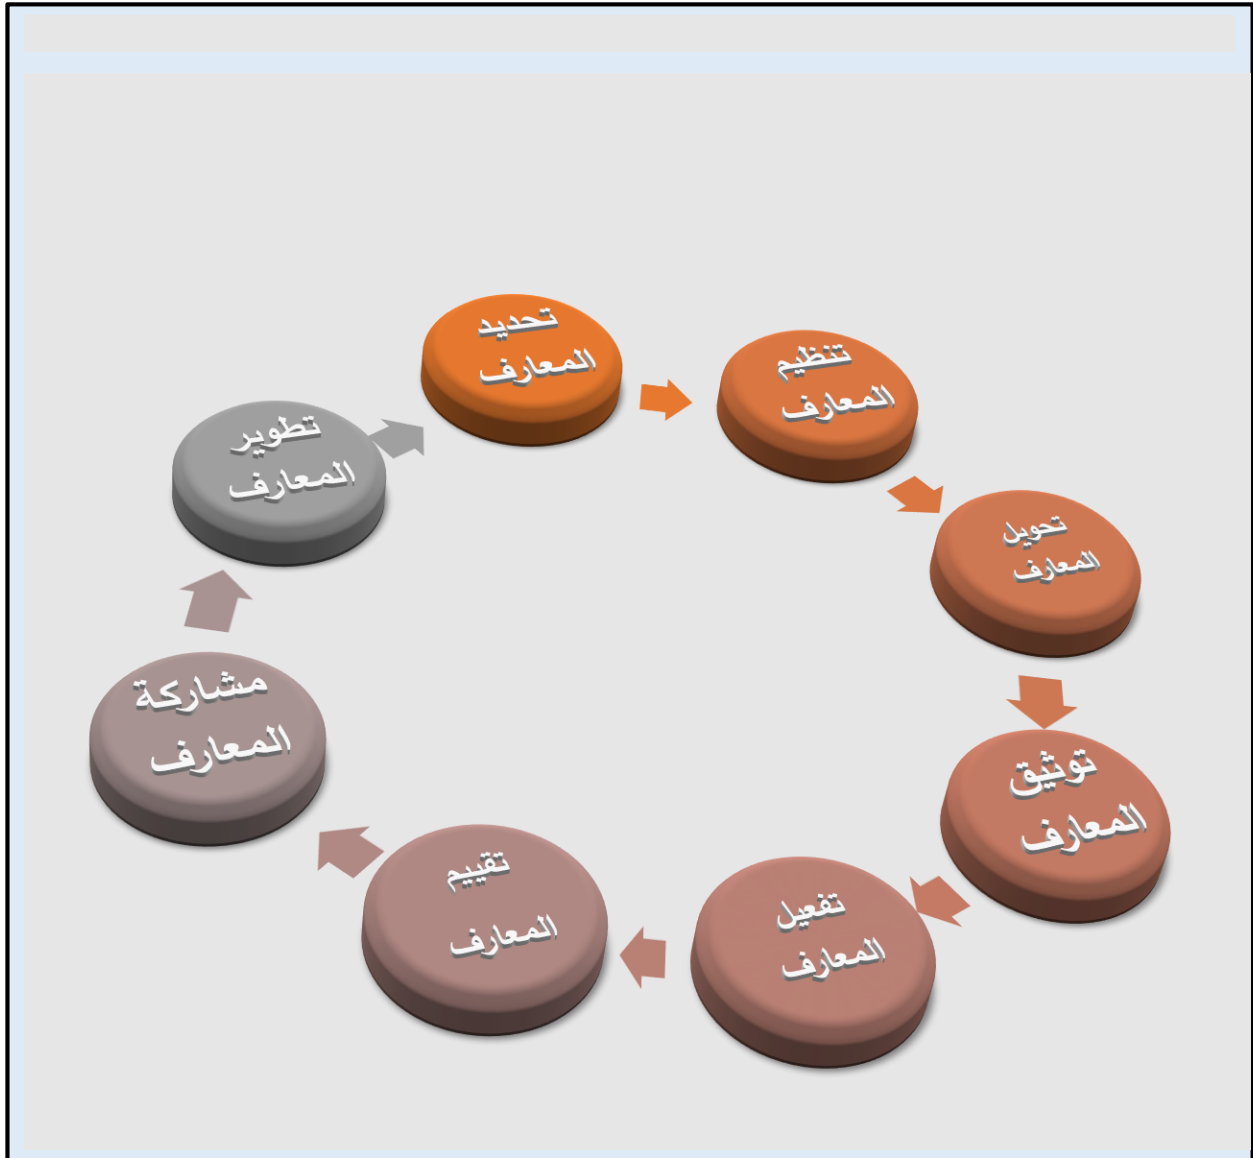 تحديد
المعارف
تنظيم
المعارف
تحويل
المعارف
توثيق
المعارف
تفعيل
المعارف
تقييم
المعارف
مشاركة
المعارف
تطوير
المعارف